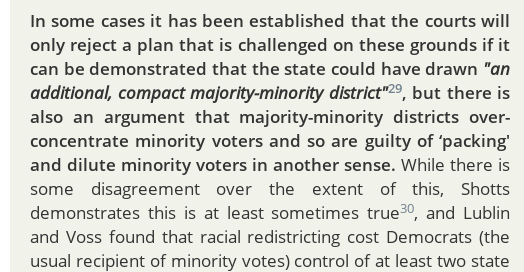 In some cases it has been established that the courts will
only reject a plan that is challenged on these grounds if it
can be demonstrated that the state could have drawn "an
additional, compact majority-minority district"29, but there is
also an argument that majority-minority districts over-
concentrate minority voters and so are guilty of ‘packing'
and dilute minority voters in another sense. While there is
some disagreement over the extent of this, Shotts
demonstrates this is at least sometimes true30, and Lublin
and Voss found that racial redistricting cost Democrats (the
usual recipient of minority votes) control of at least two state